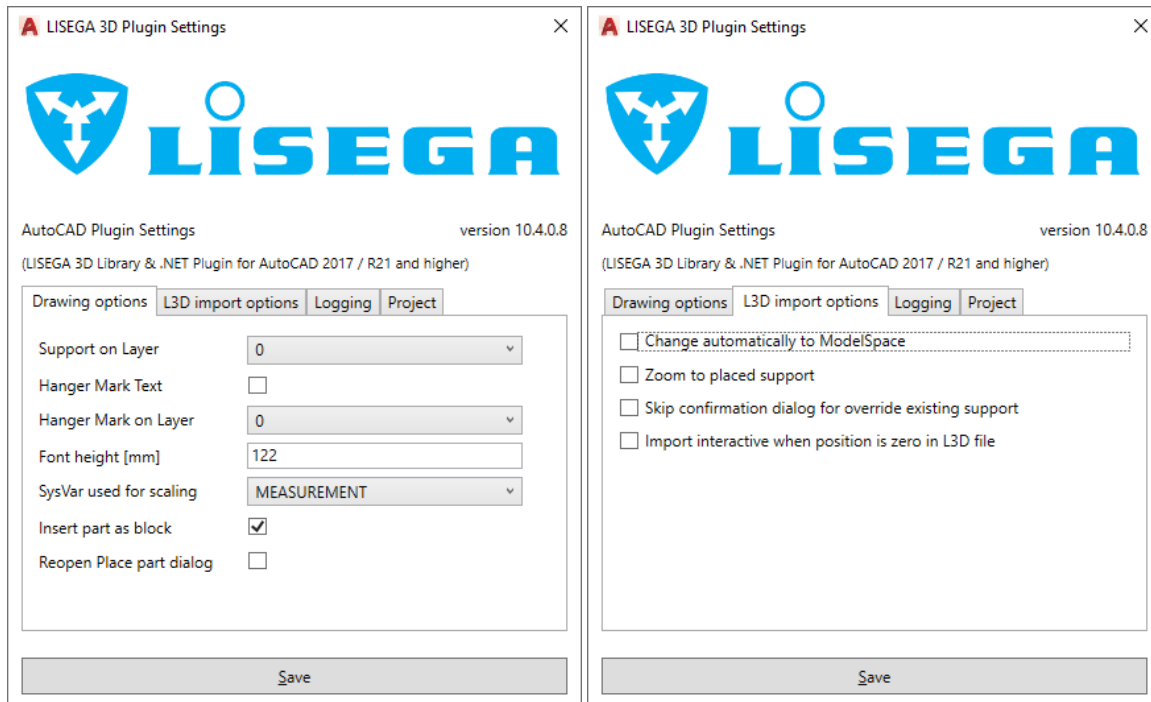 LISEGA 3D Plugin Settings
LISEGA
AutoCAD Plugin Settings version 10.4.0.8
(LISEGA 3D Library & .NET Plugin for AutoCAD 2017 / R21 and higher)
Drawing options L3D import options Logging Project
Support on Layer 0
Hanger Mark Text
Hanger Mark on Layer 0
Font height [mm] 122
SysVar used for scaling MEASUREMENT
Insert part as block
Reopen Place part dialog
Save
LISEGA 3D Plugin Settings
LISEGA
AutoCAD Plugin Settings version 10.4.0.8
(LISEGA 3D Library & .NET Plugin for AutoCAD 2017 / R21 and higher)
Drawing options L3D import options Logging Project
Change automatically to ModelSpace
Zoom to placed support
Skip confirmation dialog for override existing support
Import interactive when position is zero in L3D file
Save